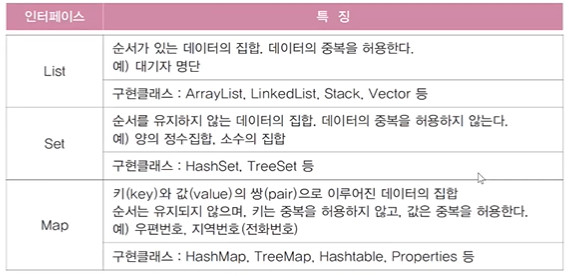 인터페이스 특 징
List
순서가 있는 데이터의 집합. 데이터의 중복을 허용한다.
예) 대기자 명단
구현클래스 : ArrayList, LinkedList, Stack, Vector 등
Set
순서를 유지하지 않는 데이터의 집합. 데이터의 중복을 허용하지 않는다.
예) 양의 정수집합, 소수의 집합
구현클래스 : HashSet, TreeSet 등
Map
키(key)와 값(value)의 쌍(pair)으로 이루어진 데이터의 집합
순서는 유지되지 않으며, 키는 중복을 허용하지 않고, 값은 중복을 허용한다.
예) 우편번호, 지역번호(전화번호)
구현클래스 : HashMap, TreeMap, Hashtable, Properties 등